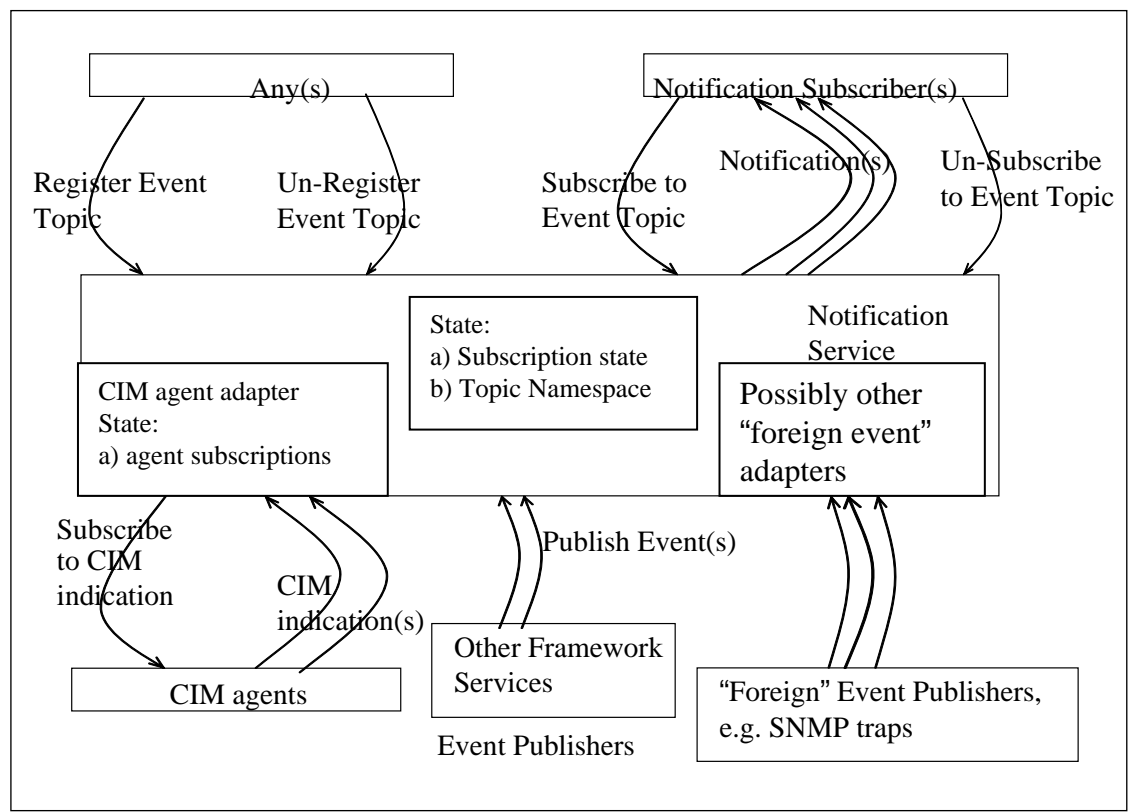 Any(s)
Notification Subscriber(s)
Register Event
Topic
Un-Register
Event Topic
Subscribe to
Event Topic
Notification(s)
Un-Subscribe
to Event Topic
Notification
Service
State:
a) Subscription state
b) Topic Namespace
CIM agent adapter
State:
a) agent subscriptions
Possibly other
“foreign event”
adapters
Subscribe
to CIM
indication
CIM
indication(s)
Publish Event(s)
CIM agents
Other Framework
Services
Event Publishers
“Foreign” Event Publishers,
e.g. SNMP traps